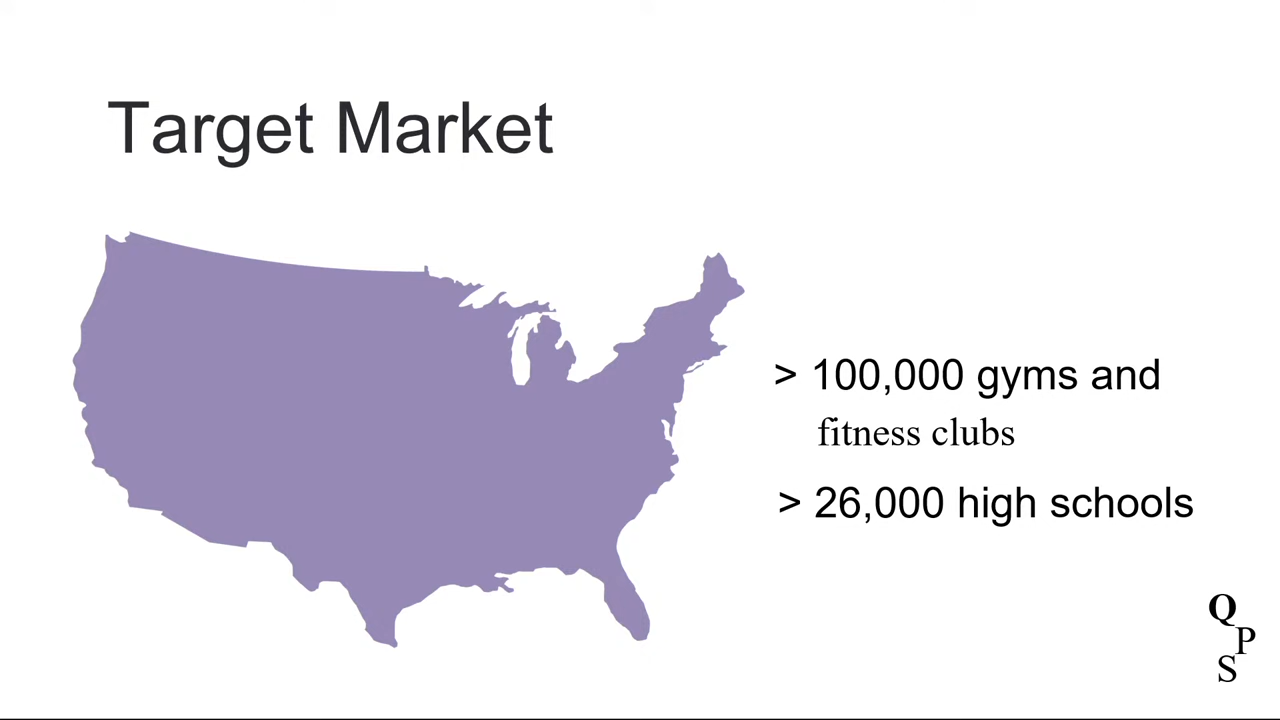 Target Market
> 100,000 gyms and
fitness clubs
> 26,000 high schools
Q
P
S